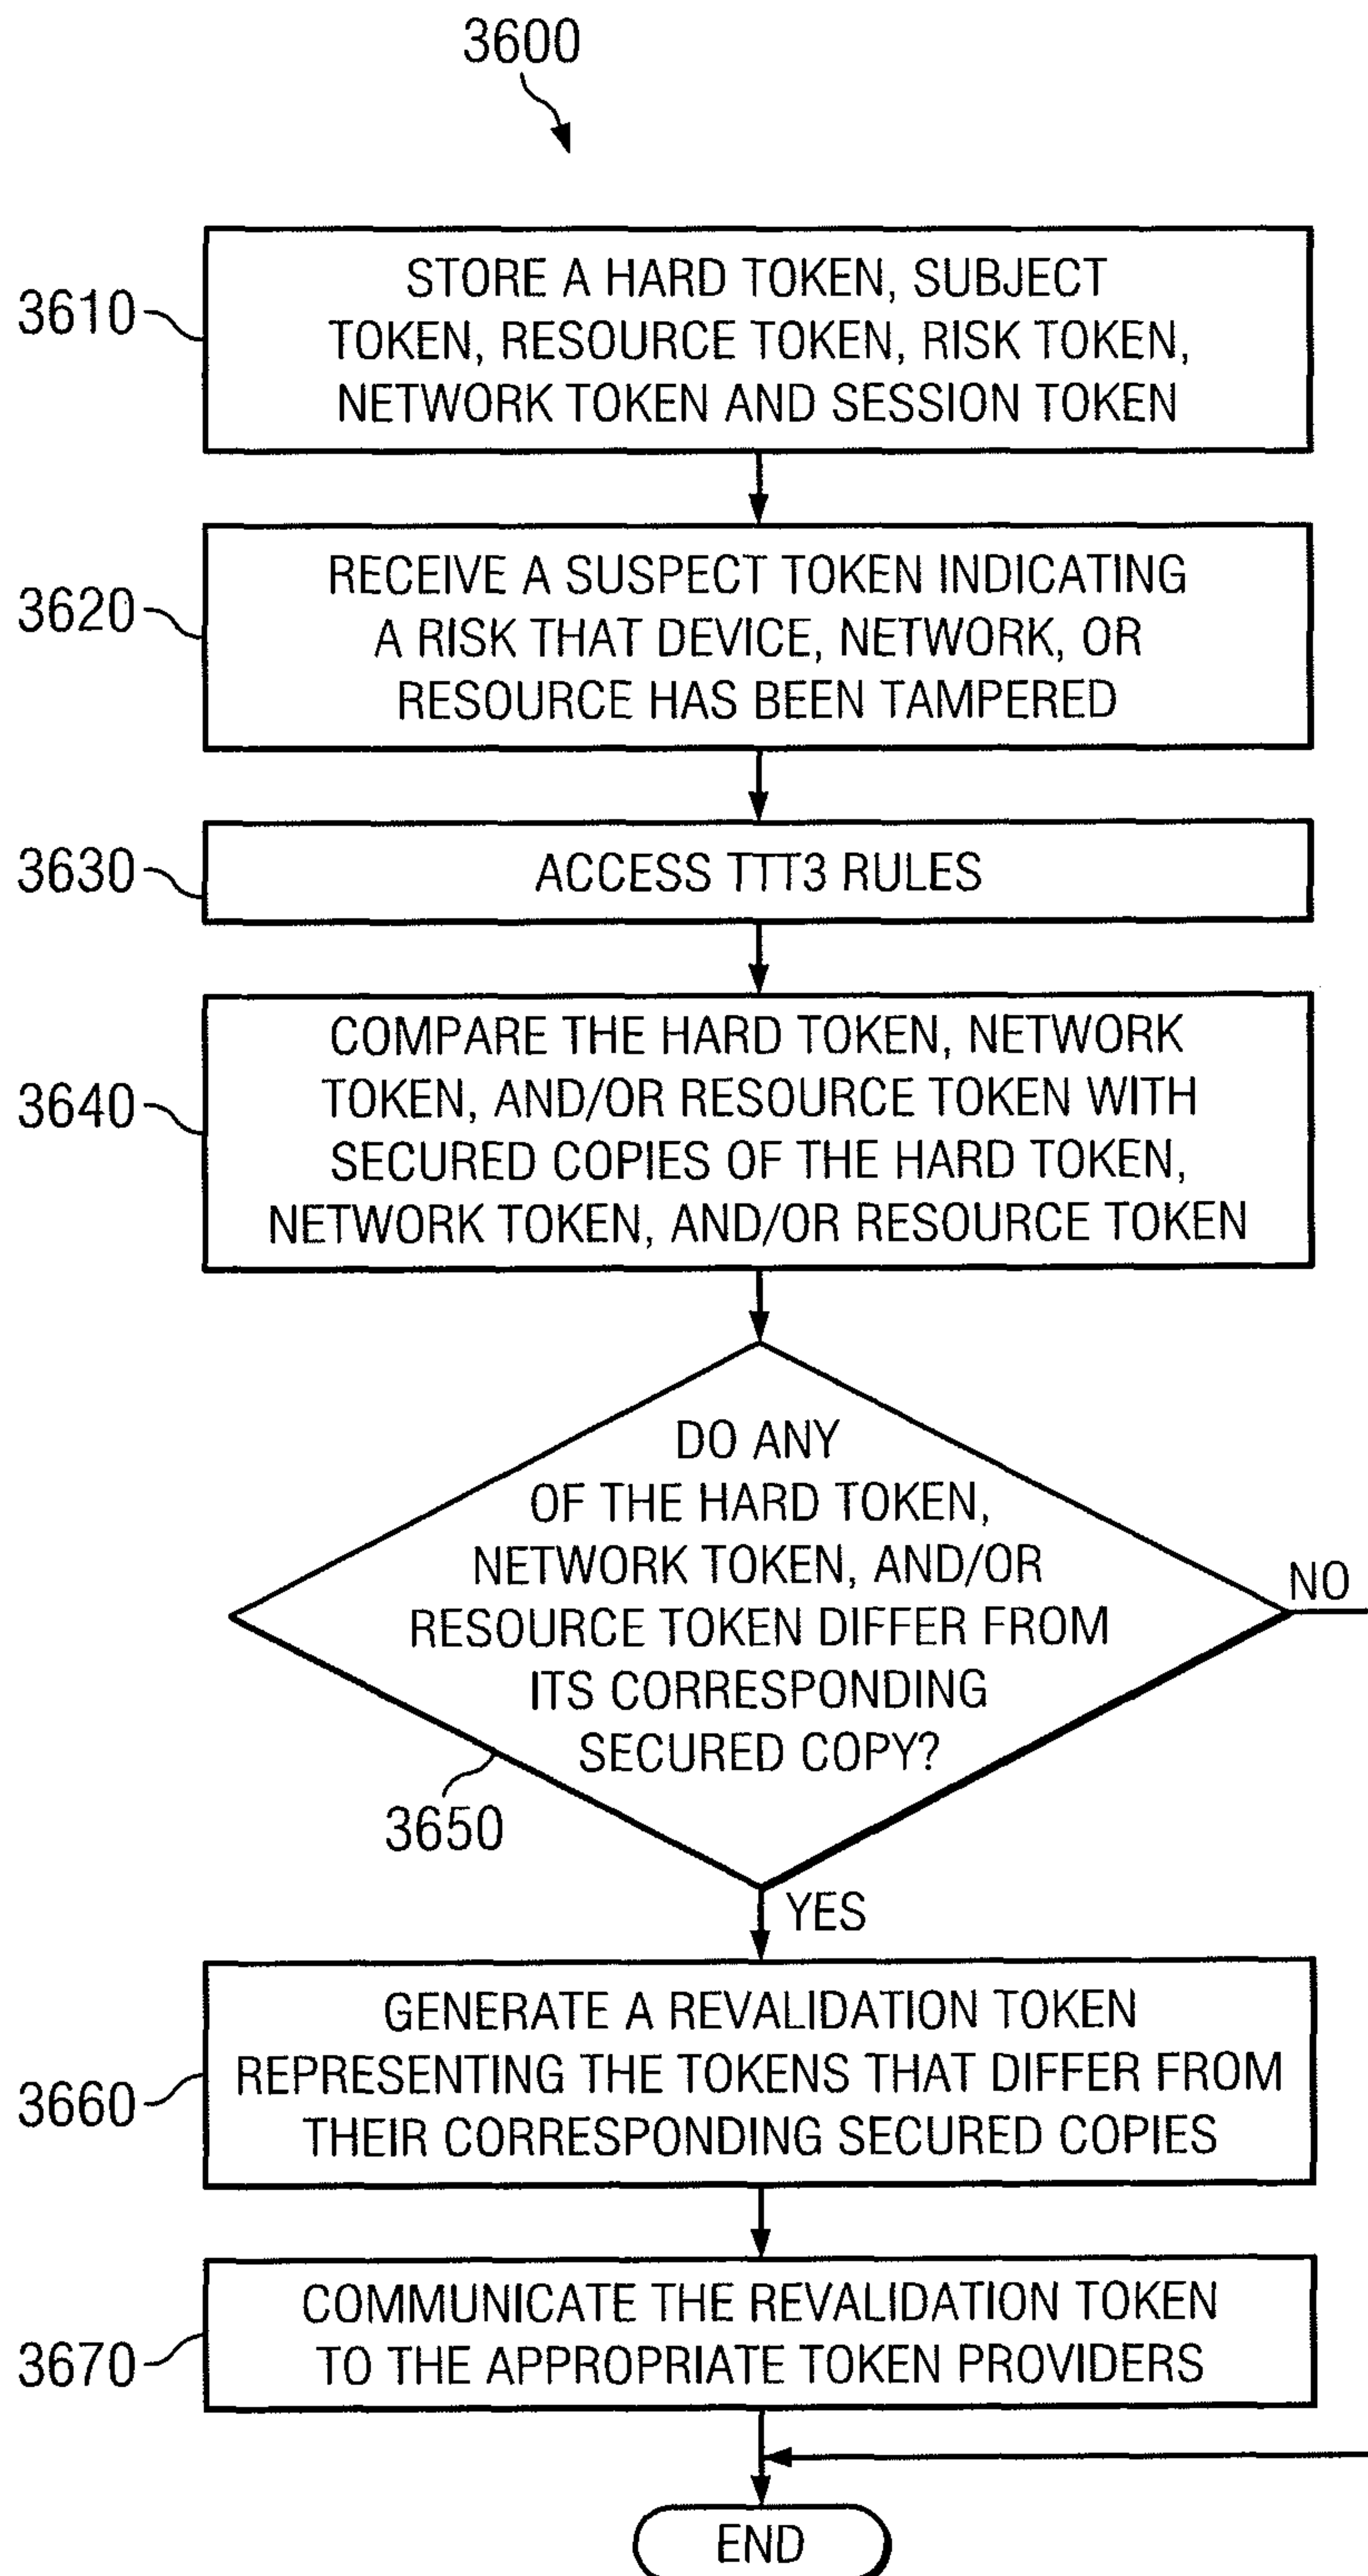 3600
3610
STORE A HARD TOKEN, SUBJECT
TOKEN, RESOURCE TOKEN, RISK TOKEN,
NETWORK TOKEN AND SESSION TOKEN
3620
RECEIVE A SUSPECT TOKEN INDICATING
A RISK THAT DEVICE, NETWORK, OR
RESOURCE HAS BEEN TAMPERED
3630
ACCESS TTT3 RULES
3640
COMPARE THE HARD TOKEN, NETWORK
TOKEN, AND/OR RESOURCE TOKEN WITH
SECURED COPIES OF THE HARD TOKEN,
NETWORK TOKEN, AND/OR RESOURCE TOKEN
DO ANY
OF THE HARD TOKEN,
NETWORK TOKEN, AND/OR
RESOURCE TOKEN DIFFER FROM
ITS CORRESPONDING
SECURED COPY?
NO
3650
YES
3660
GENERATE A REVALIDATION TOKEN
REPRESENTING THE TOKENS THAT DIFFER FROM
THEIR CORRESPONDING SECURED COPIES
3670
COMMUNICATE THE REVALIDATION TOKEN
TO THE APPROPRIATE TOKEN PROVIDERS
END